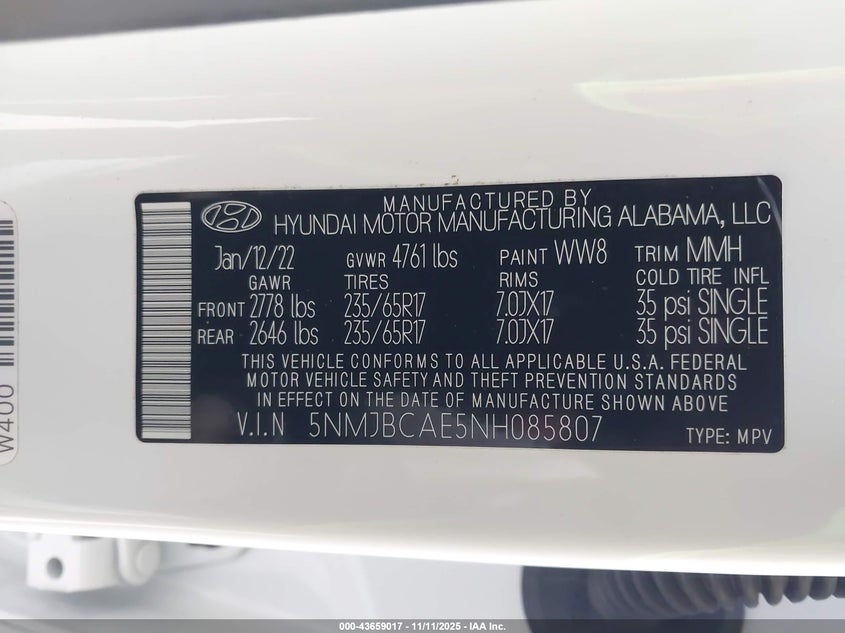 MANUFACTURED BY
HYUNDAI MOTOR MANUFACTURING ALABAMA, LLC
Jan/12/22 GVWR 4761 lbs PAINT WW8 TRIM MMH
GAWR TIRES RIMS COLD TIRE INFL
FRONT 2778 lbs 235/65R17 7.0JX17 35 psi SINGLE
REAR 2646 lbs 235/65R17 7.0JX17 35 psi SINGLE
THIS VEHICLE CONFORMS TO ALL APPLICABLE U.S.A. FEDERAL
MOTOR VEHICLE SAFETY AND THEFT PREVENTION STANDARDS
IN EFFECT ON THE DATE OF MANUFACTURE SHOWN ABOVE
V.I.N 5NMJBCAE5NH085807 TYPE: MPV
W400
000-43659017 - 11/11/2025 - IAA Inc.